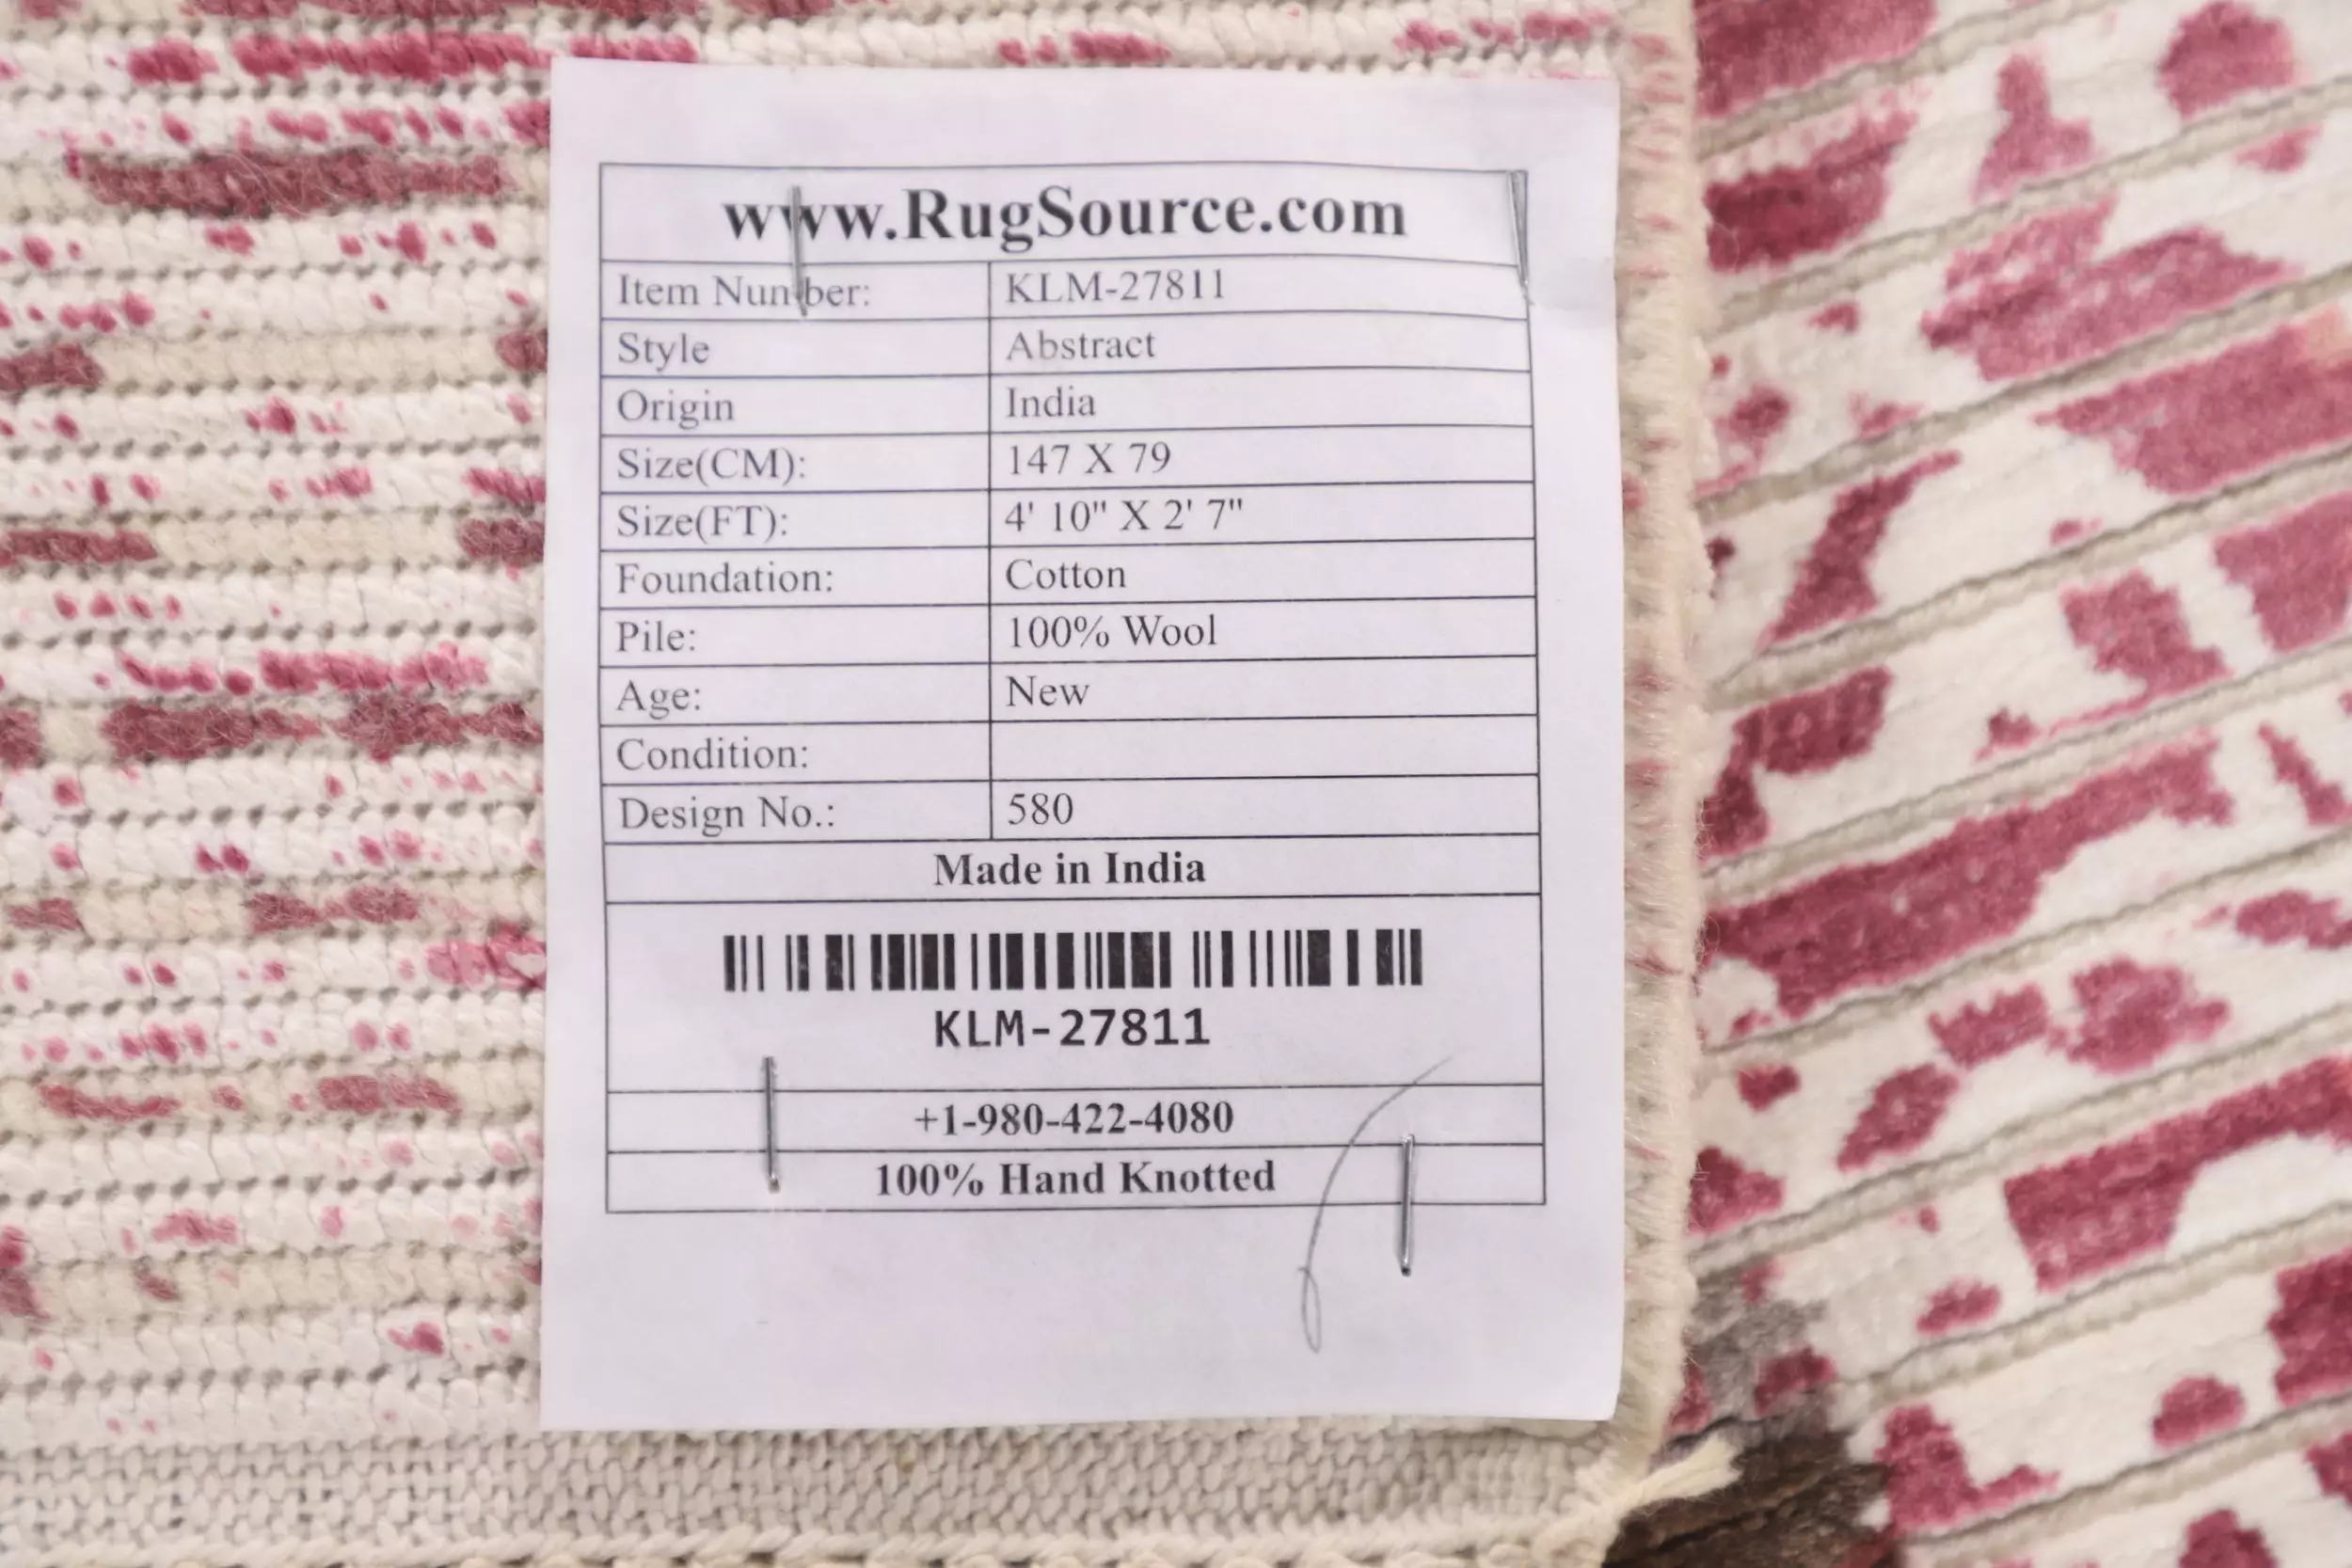 www.RugSource.com
Item Number: KLM-27811
Style Abstract
Origin India
Size(CM): 147 X 79
Size(FT): 4' 10" X 2' 7"
Foundation: Cotton
Pile: 100% Wool
Age: New
Condition:
Design No.: 580
Made in India
KLM-27811
+1-980-422-4080
100% Hand Knotted